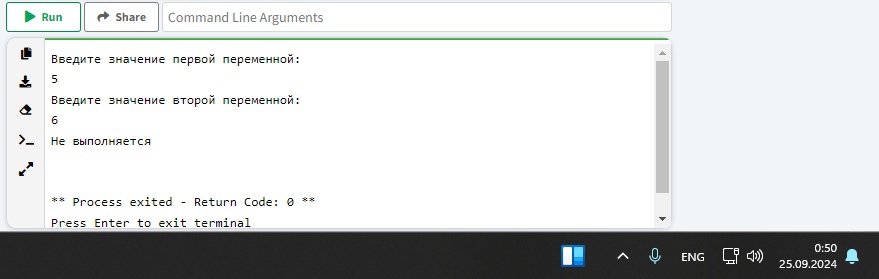 Run Share Command Line Arguments
Введите значение первой переменной:
5
Введите значение второй переменной:
6
Не выполняется
** Process exited - Return Code: 0 **
Press Enter to exit terminal
ENG
0:50
25.09.2024